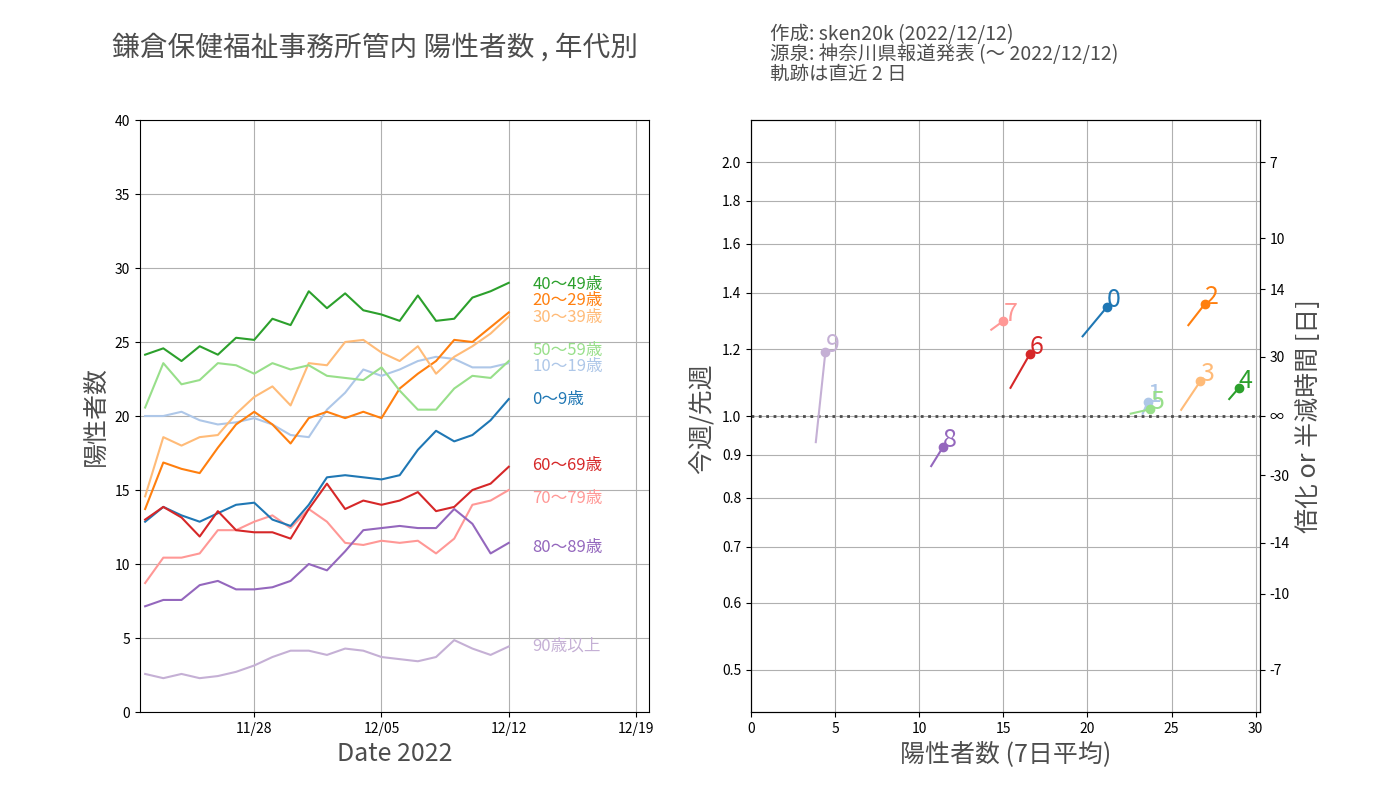 鎌倉保健福祉事務所管内 陽性者数 , 年代別
作成: sken20k (2022/12/12)
源泉: 神奈川県報道発表 (〜 2022/12/12)
軌跡は直近 2 日
陽性者数
40
35
30
25
20
15
10
5
0
40〜49歳
20〜29歳
30〜39歳
50〜59歳
10〜19歳
0〜9歳
60〜69歳
70〜79歳
80〜89歳
90歳以上
11/28
12/05
12/12
12/19
Date 2022
今週/先週
2.0
1.8
1.6
1.4
1.2
1.0
0.9
0.8
0.7
0.6
0.5
0
2
7
6
9
3
4
1
5
8
7
10
14
30
∞
-30
-14
-10
-7
倍化 or 半減時間 [日]
0
5
10
15
20
25
30
陽性者数 (7日平均)